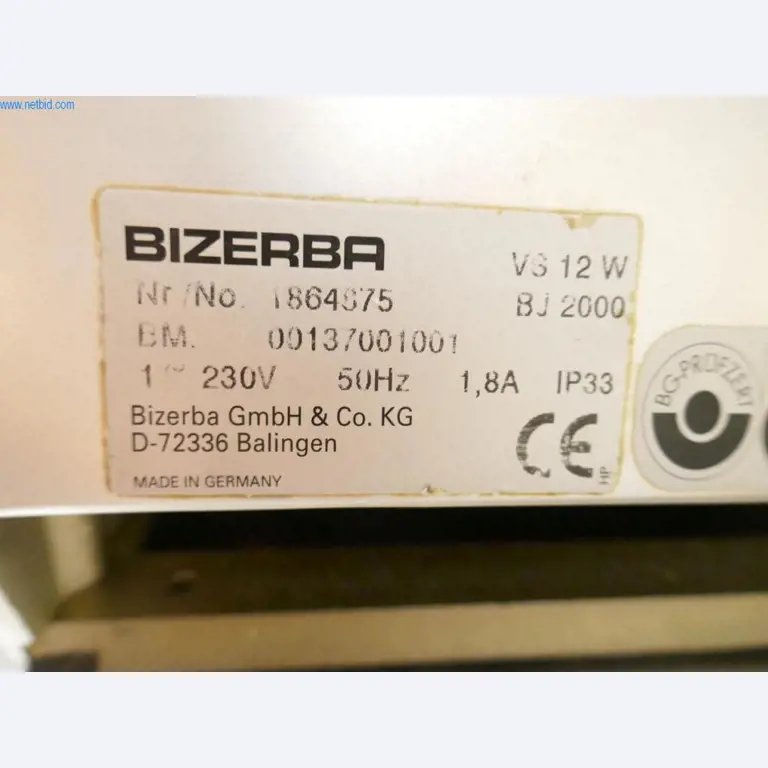 www.netbid.com
BIZERBA
VS 12 W
Nr/No.
BJ 2000
BM. 00137001001
1~ 230V 50Hz 1,8A IP33
Bizerba GmbH & Co. KG
D-72336 Balingen
MADE IN GERMANY
CE
HP
BG-PRÜFZERT